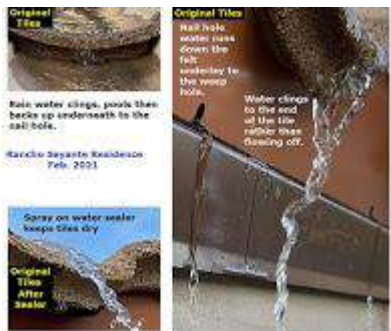 Original
Tiles
Rain water clings, pools then
backs up underneath to the
nail hole.
Rancho Seyante Residence
Feb. 2021
Spray on water sealer
keeps tiles dry
Original
Tiles
After
Sealer
Original Tiles
Nail hole
water runs
down the
felt
underlay to
the weep
hole.
Water clings
to the end
of the tile
rather than
flowing off.